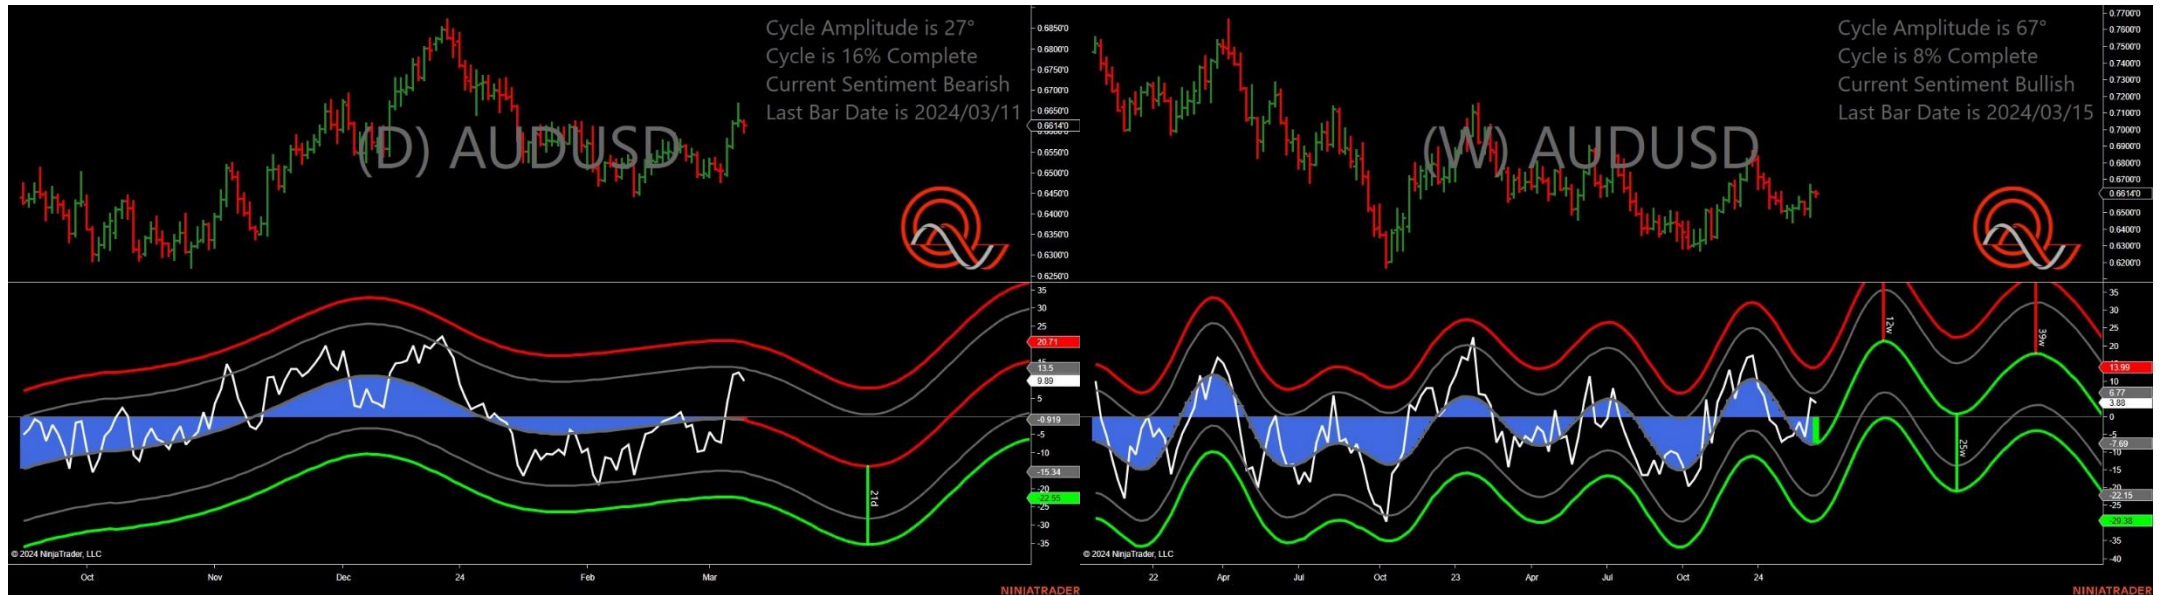 Cycle Amplitude is 27°
Cycle is 16% Complete
Current Sentiment Bearish
Last Bar Date is 2024/03/11
(D) AUDUSD
0.6850'0
0.6750'0
0.6700'0
0.6650'0
0.6614'0
0.6550'0
0.6500'0
0.6450'0
0.6400'0
0.6350'0
0.6300'0
0.6250'0
35
30
25
20.71
13.5
9.89
5
-0.919
-5
-10
-15.34
-20
-22.55
-35
21d
© 2024 NinjaTrader, LLC
Oct
Nov
Dec
24
Feb
Mar
NINJATRADER
Cycle Amplitude is 67°
Cycle is 8% Complete
Current Sentiment Bullish
Last Bar Date is 2024/03/15
(W) AUDUSD
0.7700'0
0.7600'0
0.7500'0
0.7400'0
0.7300'0
0.7200'0
0.7100'0
0.7000'0
0.6900'0
0.6800'0
0.6700'0
0.6614'0
0.6500'0
0.6400'0
0.6300'0
0.6200'0
35
30
25
20
13.99
10
6.77
3.88
0
-5
-7.69
-10
-15
-22.15
-25
-29.38
-35
-40
12w
25w
39w
© 2024 NinjaTrader, LLC
22
Apr
Jul
Oct
23
Apr
Jul
Oct
24
NINJATRADER